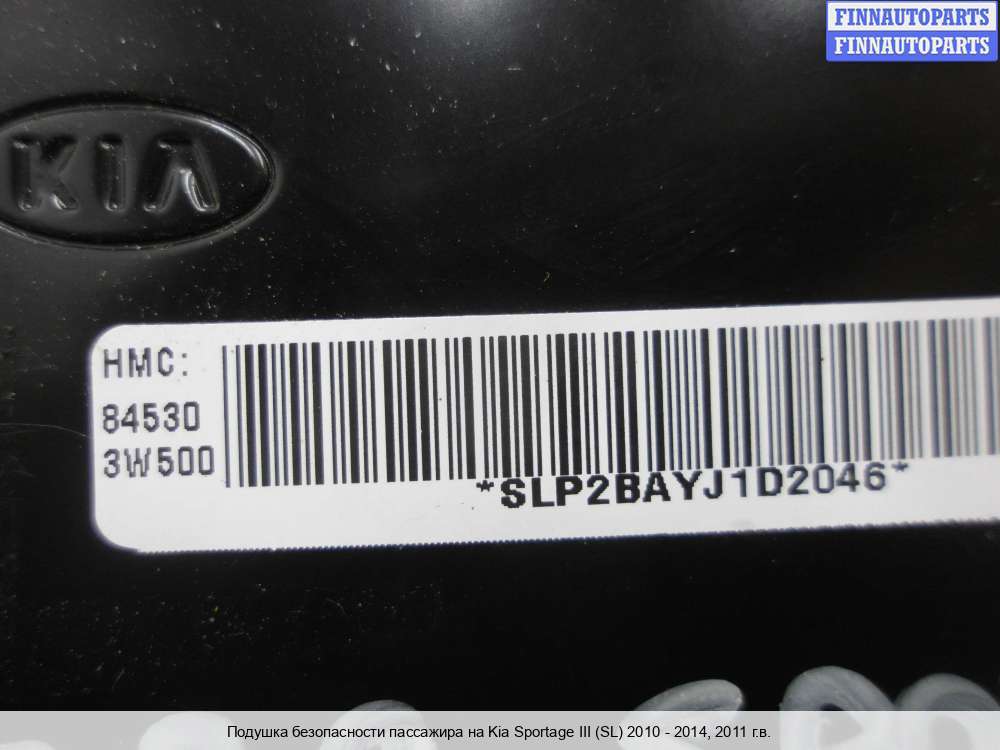 FINNAUTOPARTS
FINNAUTOPARTS
KIA
HMC:
84530
3W500
*SLP2BAYJ1D2046*
Подушка безопасности пассажира на Kia Sportage III (SL) 2010 - 2014, 2011 г.в.